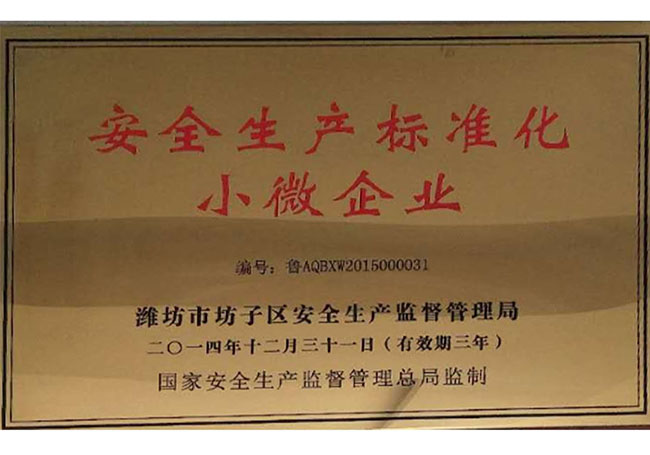 安全生产标准化
小微企业
编号：鲁AQBXW2015000031
潍坊市坊子区安全生产监督管理局
二〇一四年十二月三十一日（有效期三年）
国家安全生产监督管理总局监制